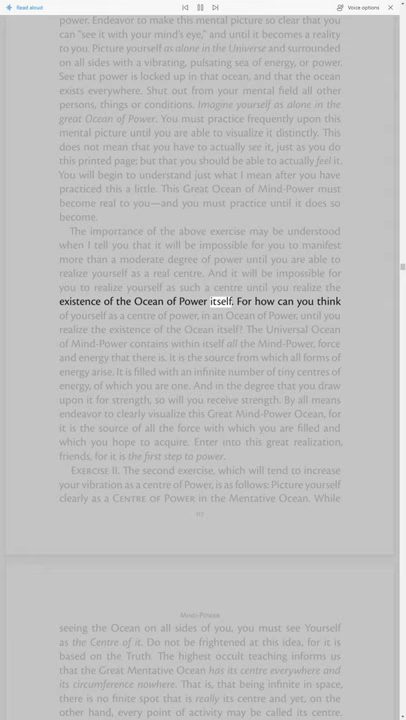 Read aloud
Voice options
power. Endeavor to make this mental picture so clear that you
can "see it with your mind's eye," and until it becomes a reality
to you. Picture yourself as alone in the Universe and surrounded
on all sides with a vibrating, pulsating sea of energy, or power.
See that power is locked up in that ocean, and that the ocean
exists everywhere. Shut out from your mental field all other
persons, things or conditions. Imagine yourself as alone in the
great Ocean of Power. You must practice frequently upon this
mental picture until you are able to visualize it distinctly. This
does not mean that you have to actually see it, just as you do
this printed page; but that you should be able to actually feel it.
You will begin to understand just what I mean after you have
practiced this a little. This Great Ocean of Mind-Power must
become real to you—and you must practice until it does so
become.
The importance of the above exercise may be understood
when I tell you that it will be impossible for you to manifest
more than a moderate degree of power until you are able to
realize yourself as a real centre. And it will be impossible for
you to realize yourself as such a centre until you realize the
existence of the Ocean of Power itself. For how can you think
of yourself as a centre of power, in an Ocean of Power, until you
realize the existence of the Ocean itself? The Universal Ocean
of Mind-Power contains within itself all the Mind-Power, force
and energy that there is. It is the source from which all forms of
energy arise. It is filled with an infinite number of tiny centres of
energy, of which you are one. And in the degree that you draw
upon it for strength, so will you receive strength. By all means
endeavor to clearly visualize this Great Mind-Power Ocean, for
it is the source of all the force with which you are filled and
which you hope to acquire. Enter into this great realization,
friends, for it is the first step to power.
Exercise II. The second exercise, which will tend to increase
your vibration as a centre of Power, is as follows: Picture yourself
clearly as a Centre of Power in the Mentative Ocean. While
Mind-Power
seeing the Ocean on all sides of you, you must see Yourself
as the Centre of it. Do not be frightened at this idea, for it is
based on the Truth. The highest occult teaching informs us
that the Great Mentative Ocean has its centre everywhere and
its circumference nowhere. That is, that being infinite in space,
there is no finite spot that is really its centre and yet, on the
other hand, every point of activity may be called its centre.